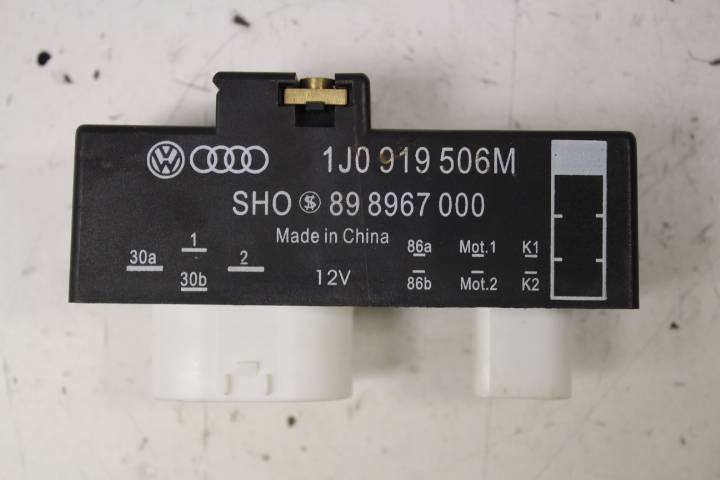 1J0 919 506M
SHO 89 8967 000
Made in China
30a 1 2
30b
12V
86a Mot.1 K1
86b Mot.2 K2